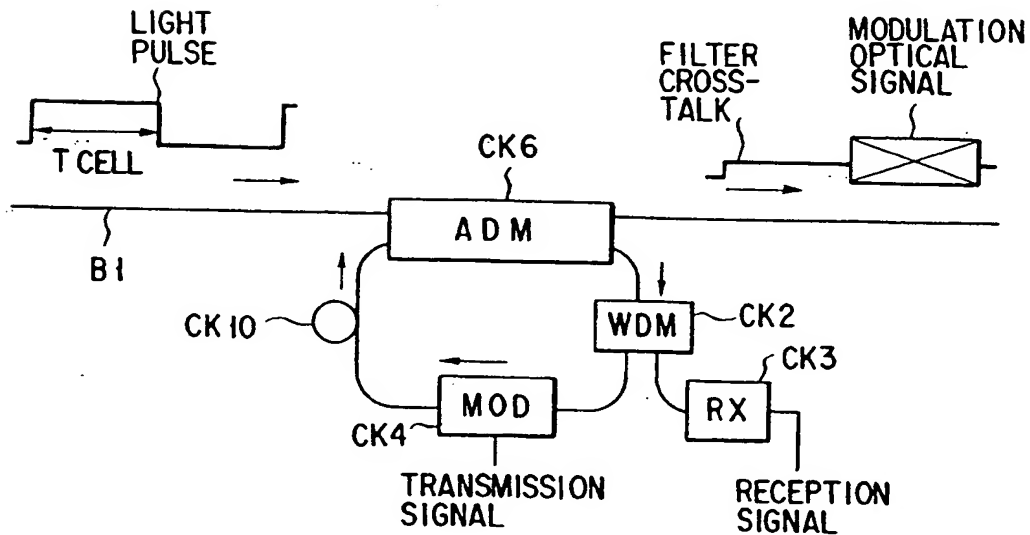 LIGHT
PULSE
T CELL
FILTER
CROSS-
TALK
MODULATION
OPTICAL
SIGNAL
CK6
ADM
B1
CK10
WDM
CK2
CK3
MOD
RX
CK4
TRANSMISSION
SIGNAL
RECEPTION
SIGNAL